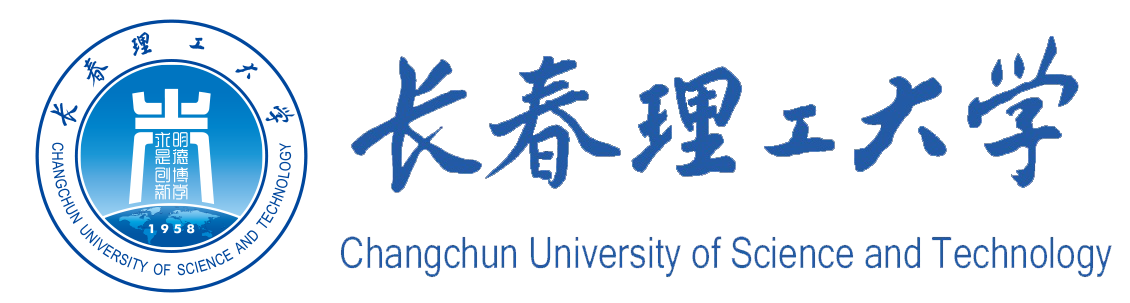 长春理工大学
明德博学
求是创新
1958
CHANGCHUN UNIVERSITY OF SCIENCE AND TECHNOLOGY
长春理工大学
Changchun University of Science and Technology